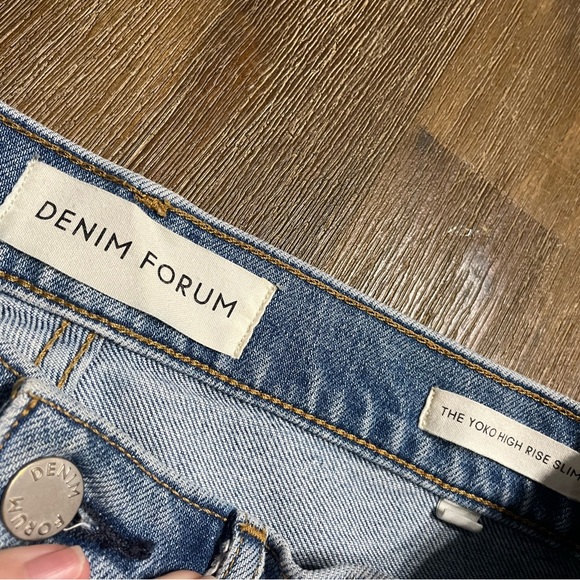 DENIM FORUM
THE YOKO HIGH RISE SLIM
DENIM
FORUM